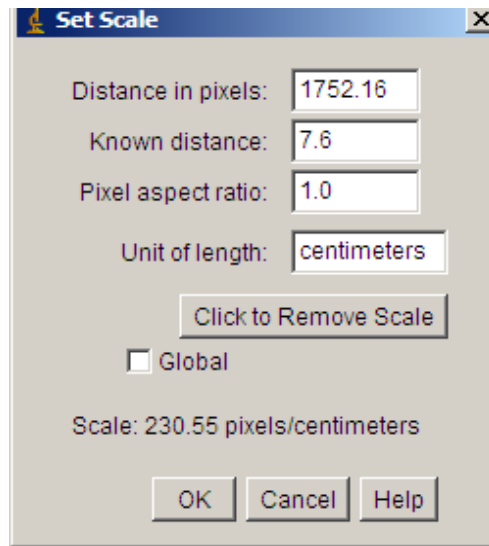 Set Scale
Distance in pixels: 1752.16
Known distance: 7.6
Pixel aspect ratio: 1.0
Unit of length: centimeters
Click to Remove Scale
Global
Scale: 230.55 pixels/centimeters
OK Cancel Help